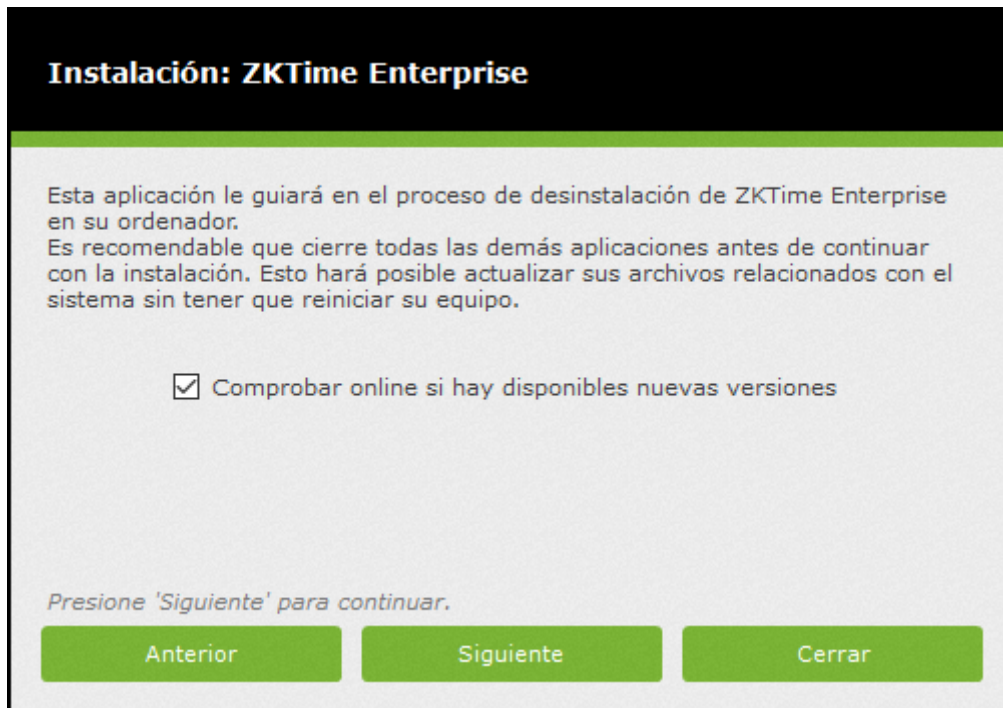 Instalación: ZKTime Enterprise
Esta aplicación le guiará en el proceso de desinstalación de ZKTime Enterprise
en su ordenador.
Es recomendable que cierre todas las demás aplicaciones antes de continuar
con la instalación. Esto hará posible actualizar sus archivos relacionados con el
sistema sin tener que reiniciar su equipo.
Comprobar online si hay disponibles nuevas versiones
Presione 'Siguiente' para continuar.
Anterior Siguiente Cerrar